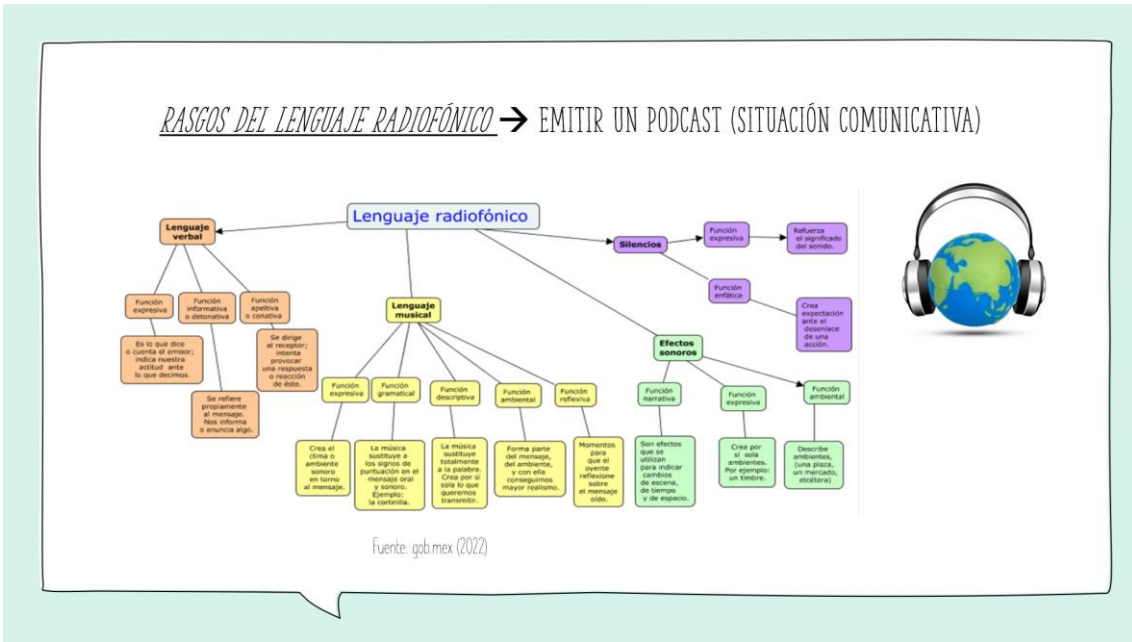 RASGOS DEL LENGUAJE RADIOFÓNICO → EMITIR UN PODCAST (SITUACIÓN COMUNICATIVA)
Lenguaje radiofónico
Lenguaje
verbal
Función
expresiva
Es lo que dice
o cuenta el emisor;
indica nuestra
actitud ante
lo que decimos.
Función
informativa
o detonativa
Se refiere
propiamente
al mensaje.
Nos informa
o enuncia algo.
Función
apeltiva
o conativa
Se dirige
al receptor;
intenta
provocar
una respuesta
o reacción
de éste.
Lenguaje
musical
Función
expresiva
Crea el
clima o
ambiente
sonoro
en torno
al mensaje.
Función
gramatical
La música
sustituye a
los signos de
puntuación en el
mensaje oral
y sonoro.
Ejemplo:
la cortinilla.
Función
descriptiva
La música
sustituye
totalmente
a la palabra.
Crea por sí
sola lo que
queremos
transmitir.
Función
ambiental
Forma parte
del mensaje,
del ambiente,
y con ella
conseguimos
mayor realismo.
Función
reflexiva
Momentos
para
que el
oyente
reflexione
sobre
el mensaje
oído.
Efectos
sonoros
Función
narrativa
Son efectos
que se
utilizan
para indicar
cambios
de escena,
de tiempo
y de espacio.
Función
expresiva
Crea por
sí sola
ambientes.
Por ejemplo:
un timbre.
Función
ambiental
Describe
ambientes,
(una plaza,
un mercado,
etcétera)
Silencios
Función
expresiva
Refuerza
el significado
del sonido.
Función
enfática
Crea
expectación
ante el
desenlace
de una
acción.
Fuente: gob.mex (2022)